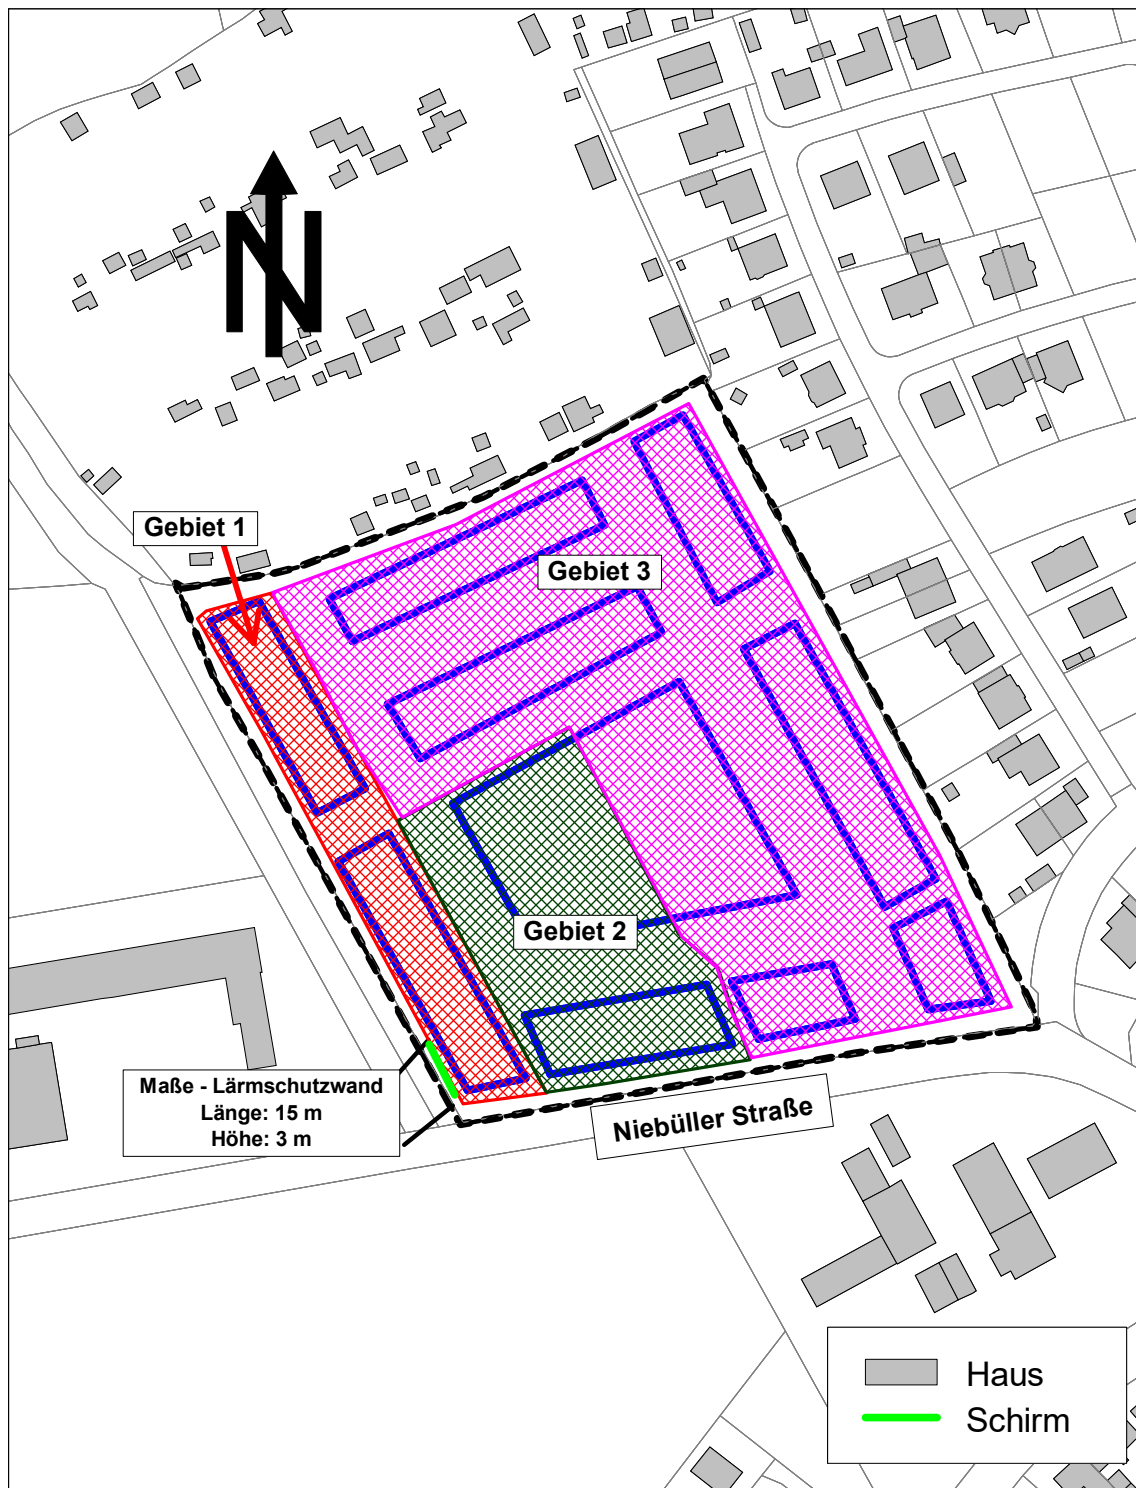 N
Gebiet 1
Gebiet 3
Gebiet 2
Maße - Lärmschutzwand
Länge: 15 m
Höhe: 3 m
Niebüller Straße
Haus
Schirm